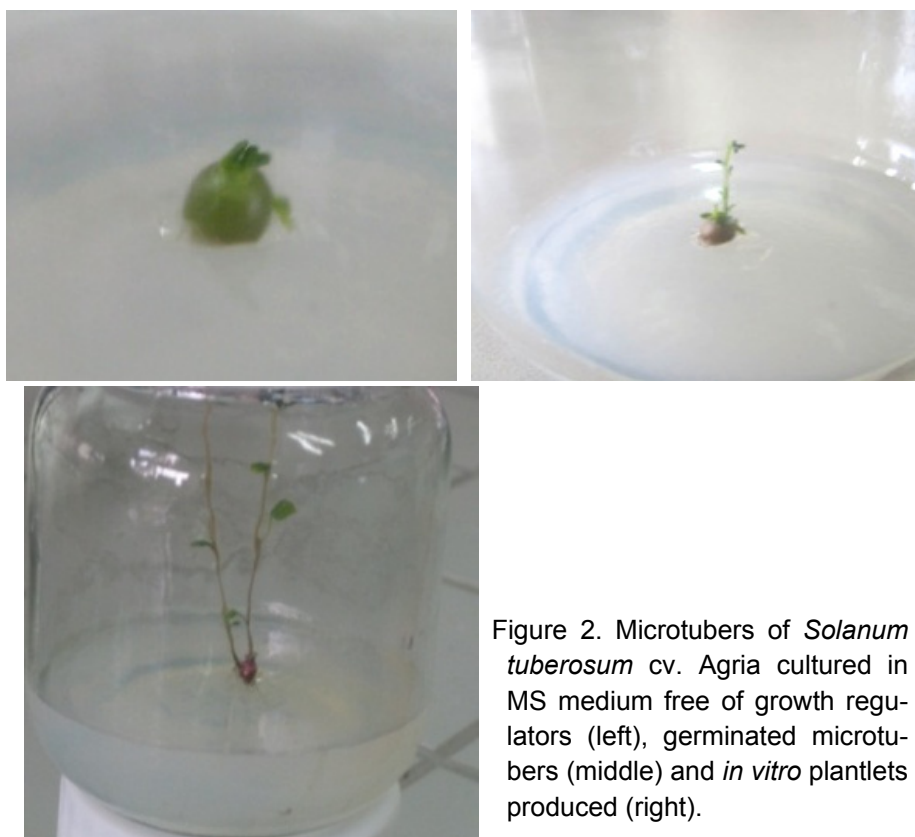 Figure 2. Microtubers of Solanum
tuberosum cv. Agria cultured in
MS medium free of growth regu-
lators (left), germinated microtu-
bers (middle) and in vitro plantlets
produced (right).